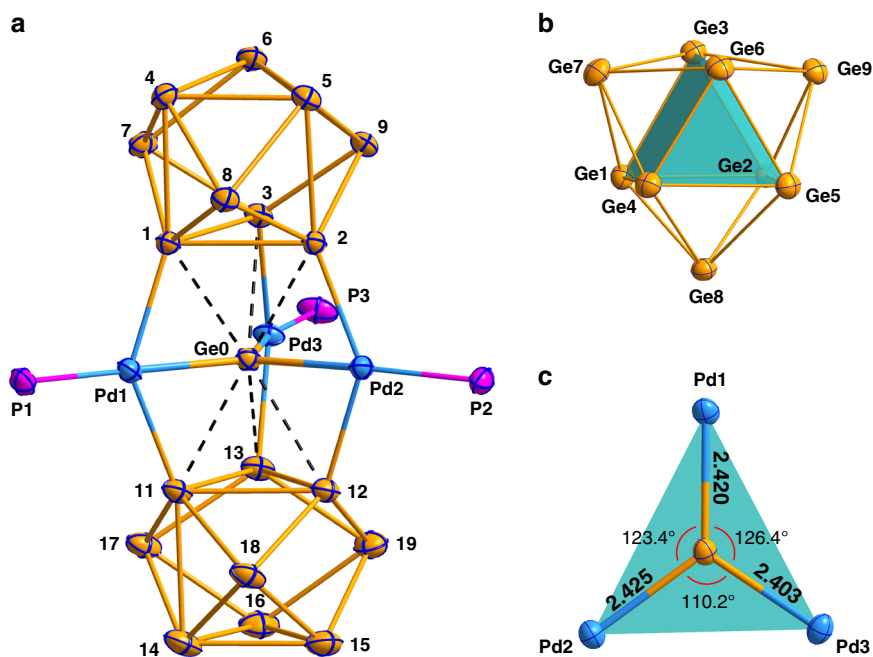 a
6
4
5
7
9
8
3
1
2
P3
Ge0
Pd3
P1
Pd1
Pd2
P2
13
11
12
17
18
19
16
14
15
b
Ge3
Ge6
Ge7
Ge9
Ge1
Ge2
Ge4
Ge5
Ge8
c
Pd1
2.420
123.4°
126.4°
2.425
2.403
110.2°
Pd2
Pd3